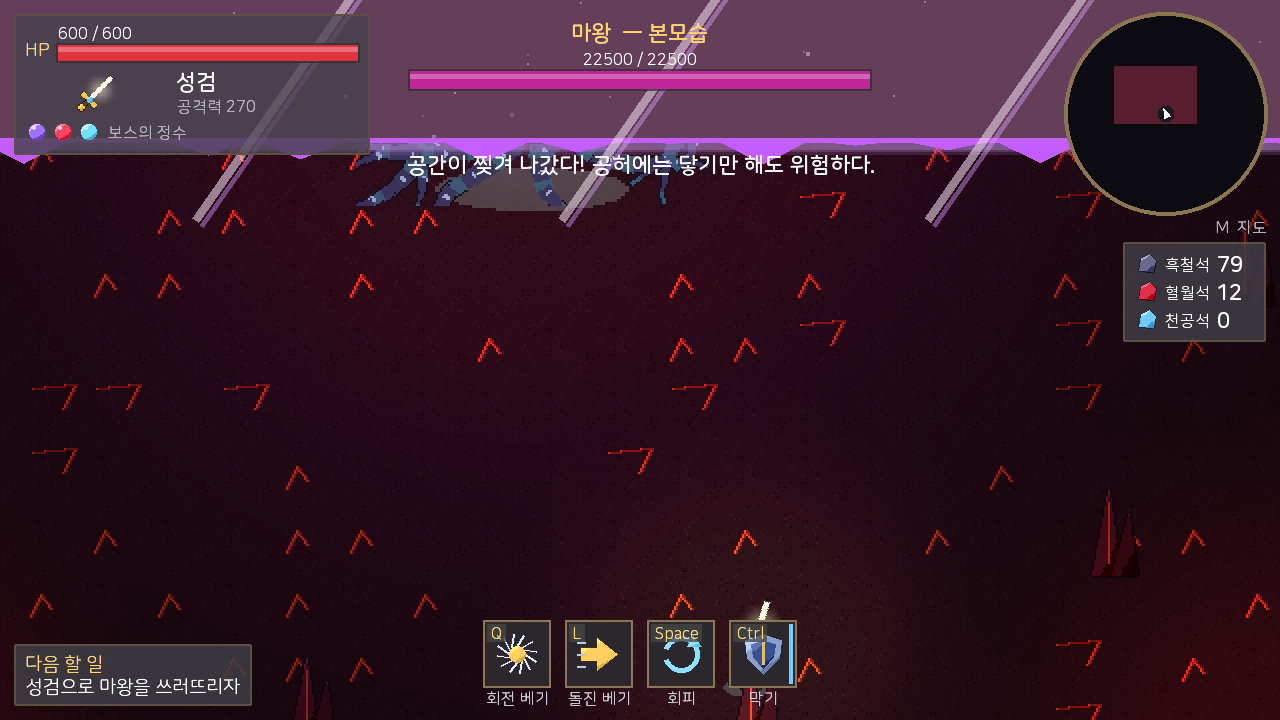 600 / 600
HP
성검
공격력 270
보스의 정수
마왕 — 본모습
22500 / 22500
공간이 찢겨 나갔다! 공허에는 닿기만 해도 위험하다.
M 지도
흑철석 79
혈월석 12
천공석 0
다음 할 일
성검으로 마왕을 쓰러뜨리자
Q
L
Space
Ctrl
회전 베기
돌진 베기
회피
막기